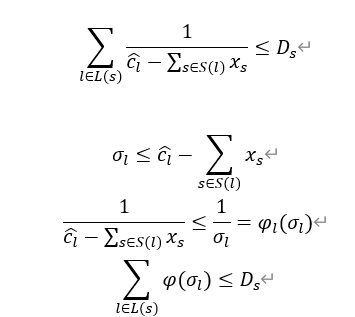 ∑_{l∈L(s)} 1/(ĉ_l − ∑_{s∈S(l)} x_s) ≤ D_s↵
σ_l ≤ ĉ_l − ∑_{s∈S(l)} x_s↵
1/(ĉ_l − ∑_{s∈S(l)} x_s) ≤ 1/σ_l = φ_l(σ_l)↵
∑_{l∈L(s)} φ(σ_l) ≤ D_s↵